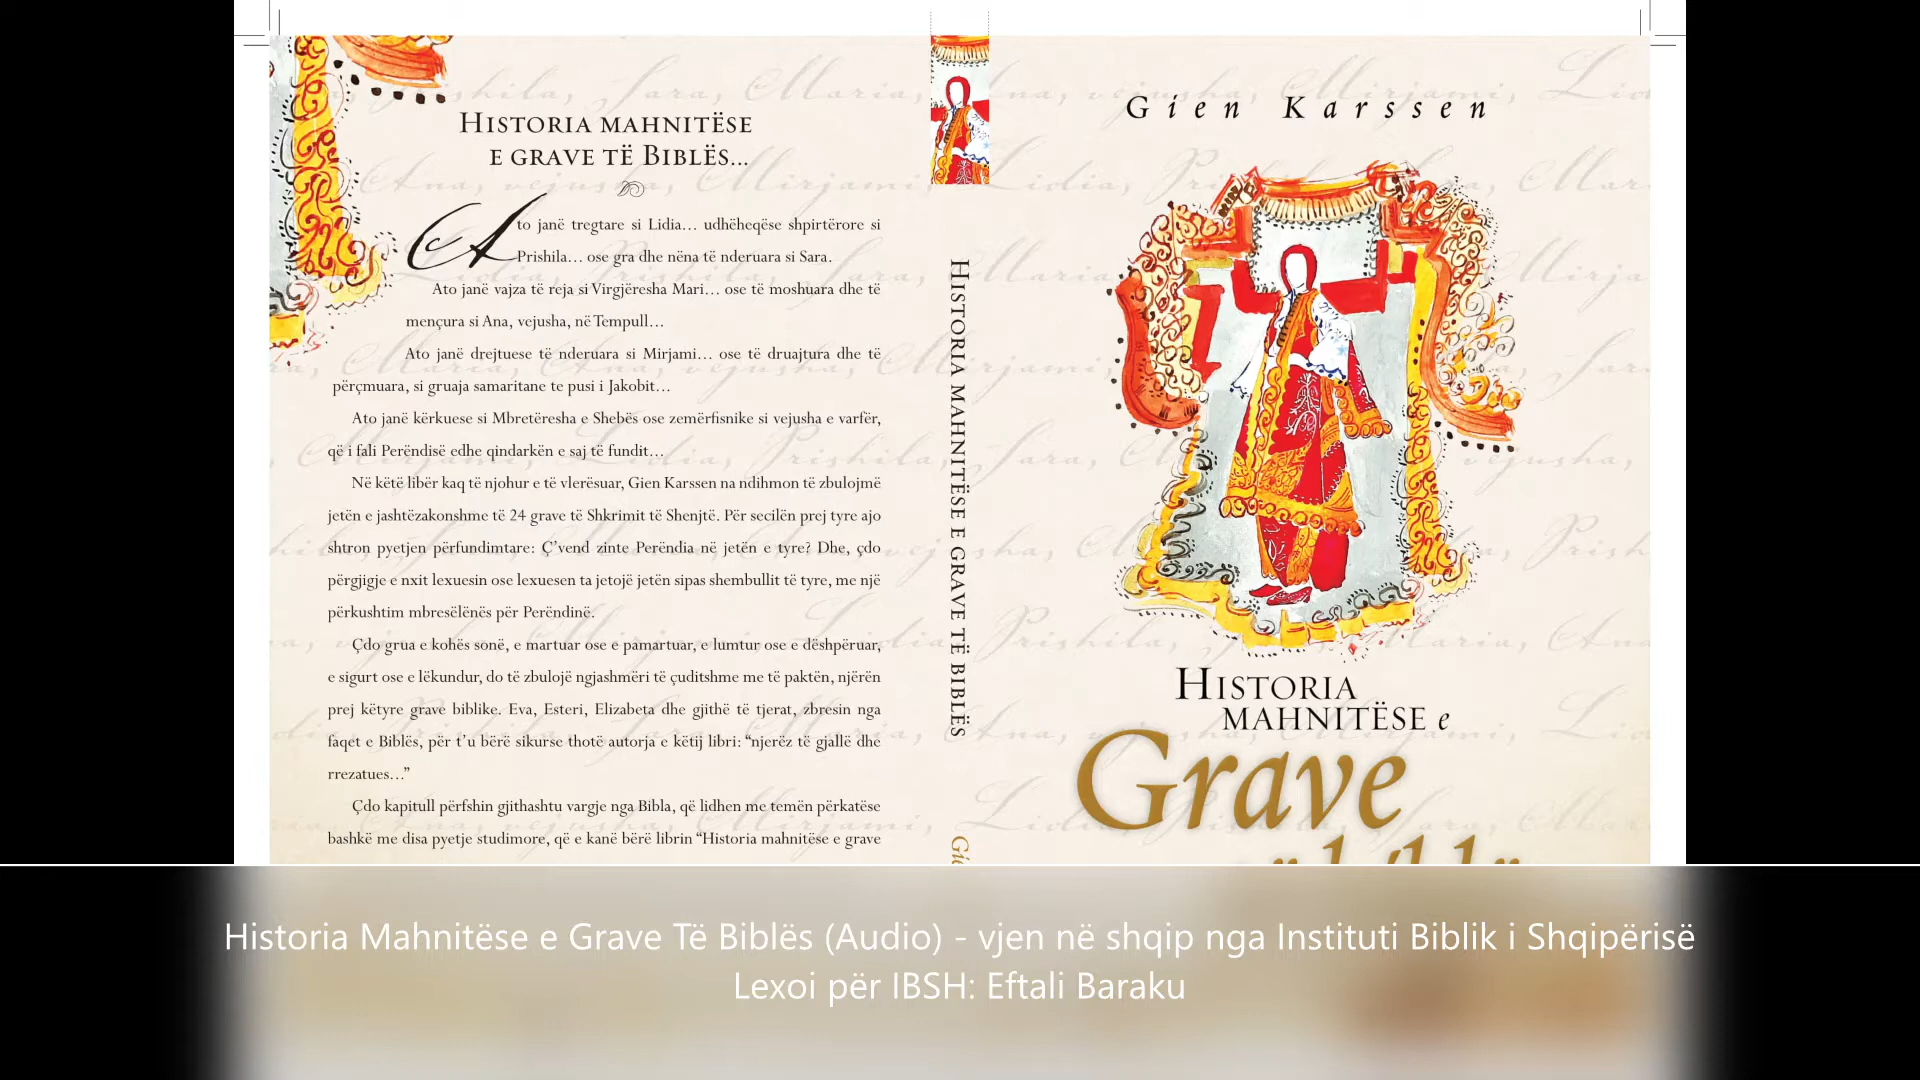 HISTORIA MAHNITËSE
E GRAVE TË BIBLËS...
Ato janë tregtare si Lidia... udhëheqëse shpirtërore si
Prishila... ose gra dhe nëna të nderuara si Sara.
Ato janë vajza të reja si Virgjëresha Mari... ose të moshuara dhe të
mençura si Ana, vejusha, në Tempull...
Ato janë drejtuese të nderuara si Mirjami... ose të druajtura dhe të
përçmuara, si gruaja samaritane te pusi i Jakobit...
Ato janë kërkuese si Mbretëresha e Shebës ose zemërfisnike si vejusha e varfër,
që i fali Perëndisë edhe qindarkën e saj të fundit...
Në këtë libër kaq të njohur e të vlerësuar, Gien Karssen na ndihmon të zbulojmë
jetën e jashtëzakonshme të 24 grave të Shkrimit të Shenjtë. Për secilën prej tyre ajo
shtron pyetjen përfundimtare: Ç’vend zinte Perëndia në jetën e tyre? Dhe, çdo
përgjigje e nxit lexuesin ose lexuesen ta jetojë jetën sipas shembullit të tyre, me një
përkushtim mbresëlënës për Perëndinë.
Çdo grua e kohës sonë, e martuar ose e pamartuar, e lumtur ose e dëshpëruar,
e sigurt ose e lëkundur, do të zbulojë ngjashmëri të çuditshme me të paktën, njërën
prej këtyre grave biblike. Eva, Esteri, Elizabeta dhe gjithë të tjerat, zbresin nga
faqet e Biblës, për t’u bërë sikurse thotë autorja e këtij libri: “njerëz të gjallë dhe
rrezatues...”
Çdo kapitull përfshin gjithashtu vargje nga Bibla, që lidhen me temën përkatëse
bashkë me disa pyetje studimore, që e kanë bërë librin “Historia mahnitëse e grave
HISTORIA MAHNITËSE E GRAVE TË BIBLËS
Gien Karssen
HISTORIA
MAHNITËSE e
Grave
Historia Mahnitëse e Grave Të Biblës (Audio) - vjen në shqip nga Instituti Biblik i Shqipërisë
Lexoi për IBSH: Eftali Baraku